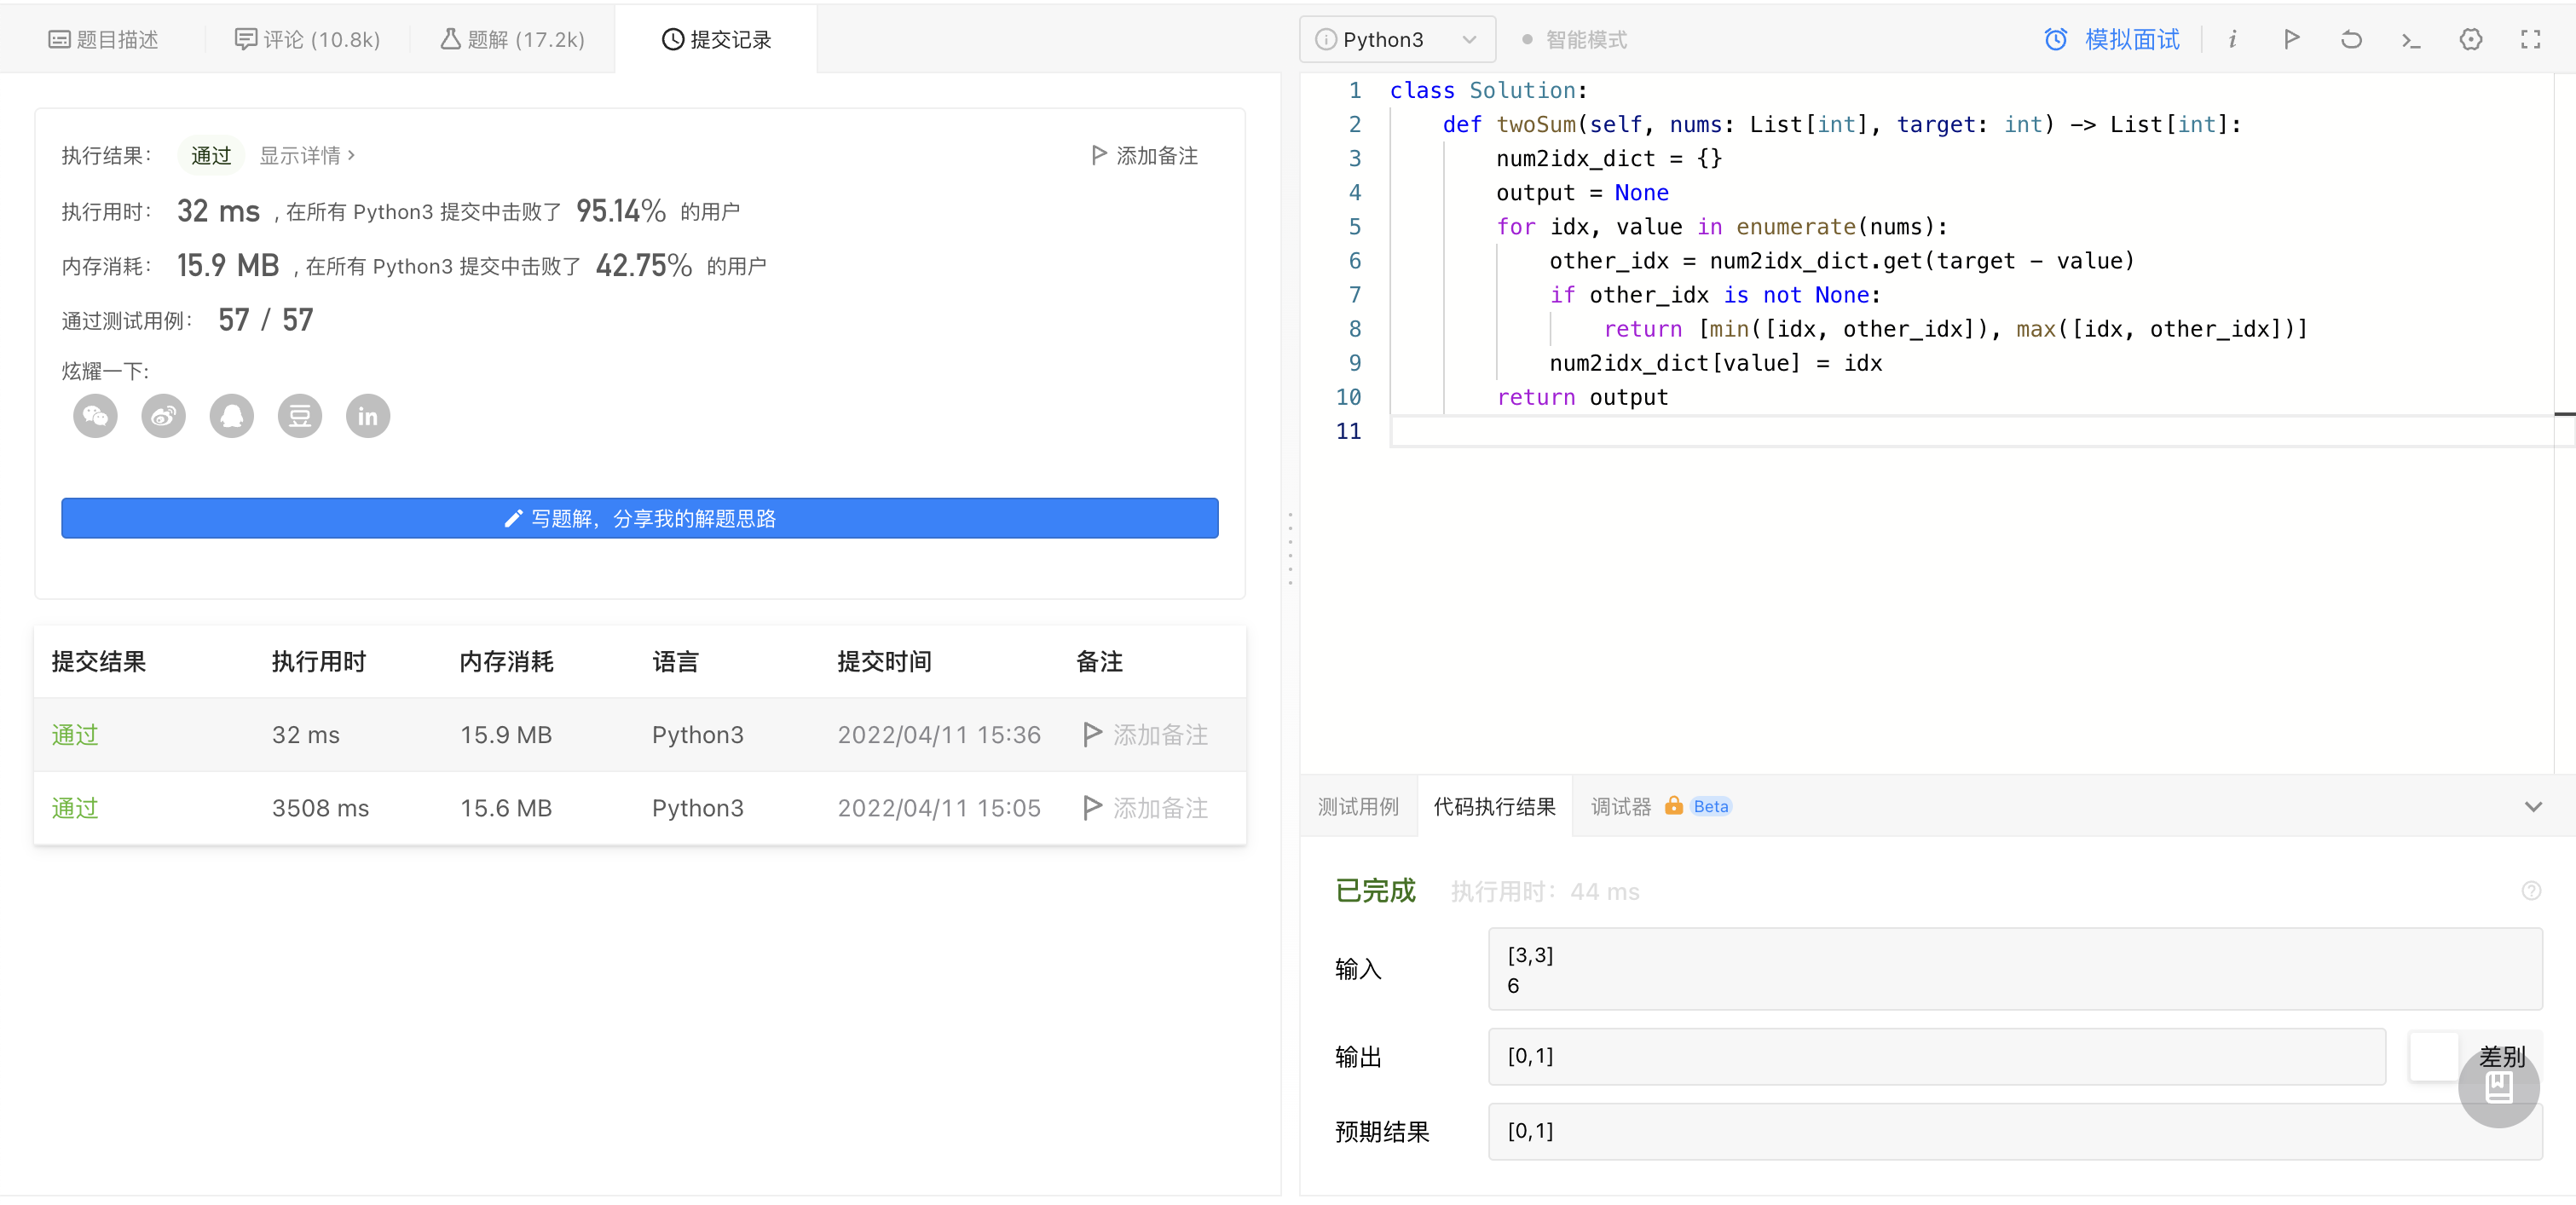 题目描述
评论 (10.8k)
题解 (17.2k)
提交记录
执行结果：
通过
显示详情 >
添加备注
执行用时： 32 ms , 在所有 Python3 提交中击败了 95.14% 的用户
内存消耗： 15.9 MB , 在所有 Python3 提交中击败了 42.75% 的用户
通过测试用例： 57 / 57
炫耀一下:
豆
in
写题解，分享我的解题思路
提交结果 执行用时 内存消耗 语言 提交时间 备注
通过 32 ms 15.9 MB Python3 2022/04/11 15:36 添加备注
通过 3508 ms 15.6 MB Python3 2022/04/11 15:05 添加备注
Python3
智能模式
模拟面试
i
1 class Solution:
2 def twoSum(self, nums: List[int], target: int) -> List[int]:
3 num2idx_dict = {}
4 output = None
5 for idx, value in enumerate(nums):
6 other_idx = num2idx_dict.get(target - value)
7 if other_idx is not None:
8 return [min([idx, other_idx]), max([idx, other_idx])]
9 num2idx_dict[value] = idx
10 return output
11
测试用例
代码执行结果
调试器 Beta
已完成 执行用时：44 ms
输入
[3,3]
6
输出
[0,1]
差别
预期结果
[0,1]